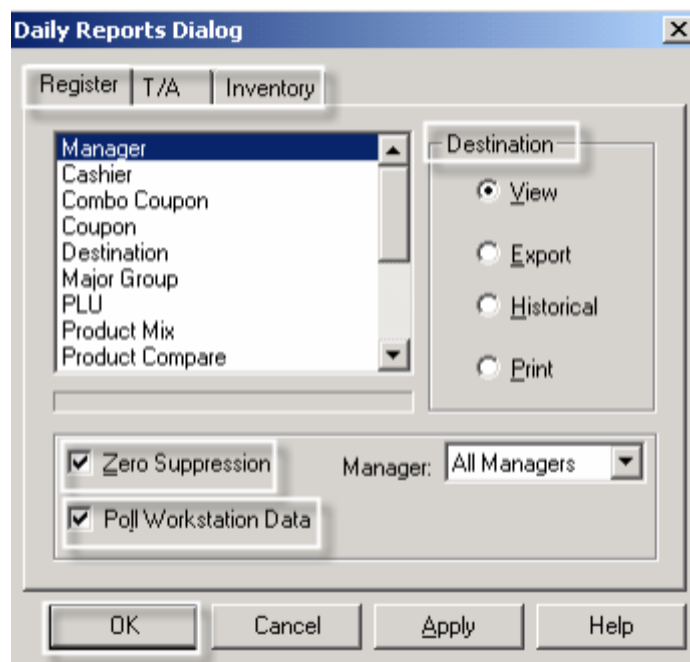 Daily Reports Dialog
Register T/A Inventory
Manager
Cashier
Combo Coupon
Coupon
Destination
Major Group
PLU
Product Mix
Product Compare
Destination
View
Export
Historical
Print
Zero Suppression
Manager: All Managers
Poll Workstation Data
OK Cancel Apply Help